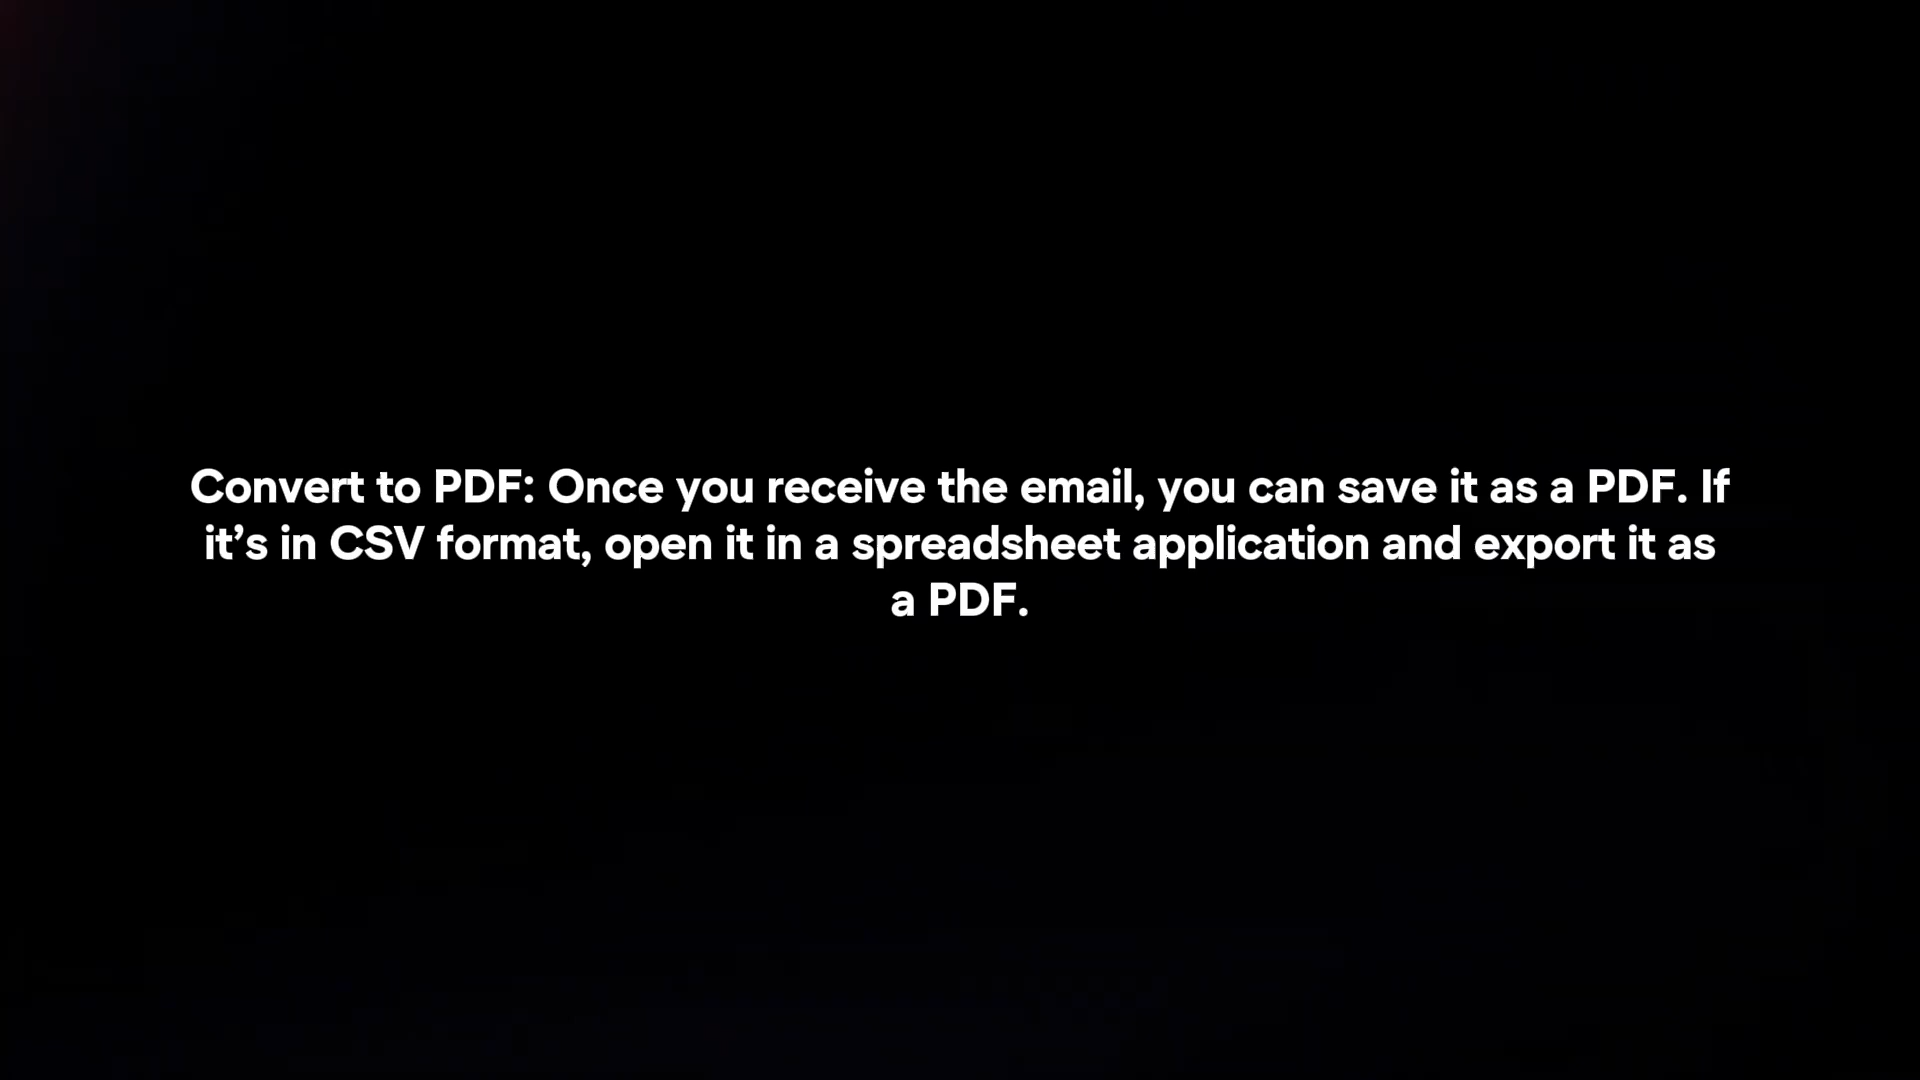 Convert to PDF: Once you receive the email, you can save it as a PDF. If
it’s in CSV format, open it in a spreadsheet application and export it as
a PDF.